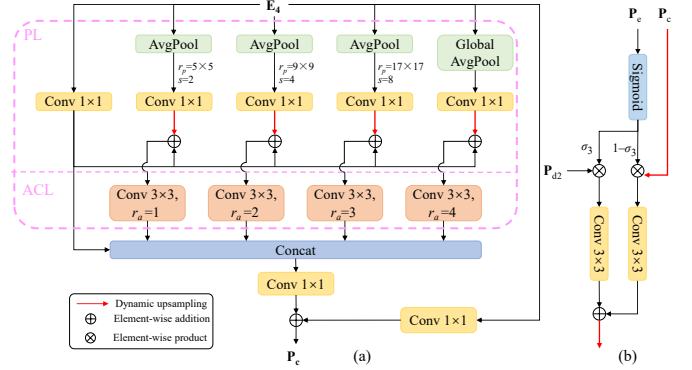 E₄
PL
AvgPool
AvgPool
AvgPool
Global
AvgPool
rₚ=5×5
s=2
rₚ=9×9
s=4
rₚ=17×17
s=8
Conv 1×1
Conv 1×1
Conv 1×1
Conv 1×1
Conv 1×1
ACL
Conv 3×3,
rₐ=1
Conv 3×3,
rₐ=2
Conv 3×3,
rₐ=3
Conv 3×3,
rₐ=4
Concat
Conv 1×1
Conv 1×1
Dynamic upsampling
Element-wise addition
Element-wise product
P_c
(a)
P_e
P_c
Sigmoid
σ₃
1−σ₃
P_d2
Conv 3×3
Conv 3×3
(b)